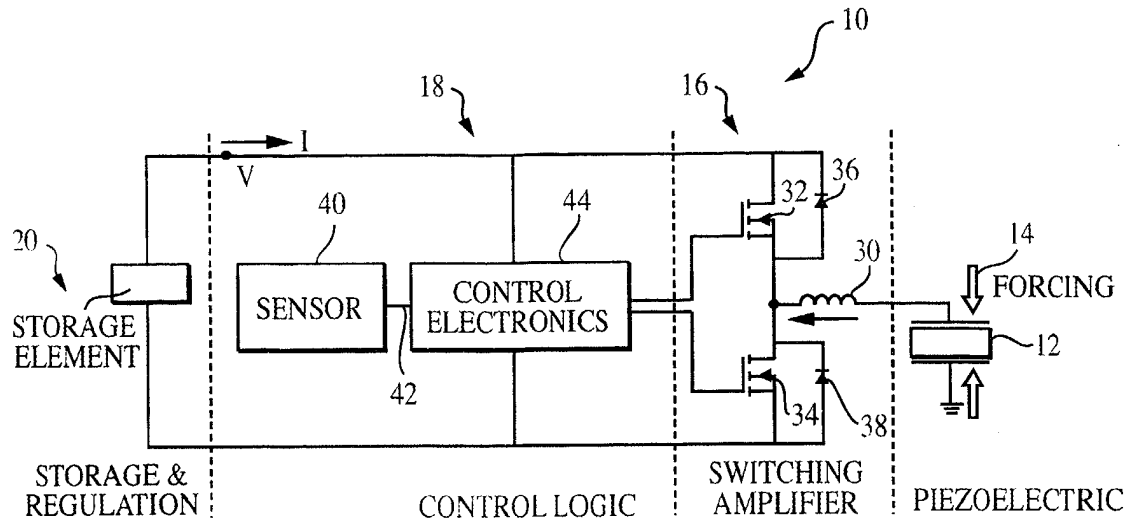 10
18
16
I
V
36
32
40
44
20
30
14
FORCING
SENSOR
CONTROL
ELECTRONICS
STORAGE
ELEMENT
12
42
34
38
STORAGE &
REGULATION
CONTROL LOGIC
SWITCHING
AMPLIFIER
PIEZOELECTRIC